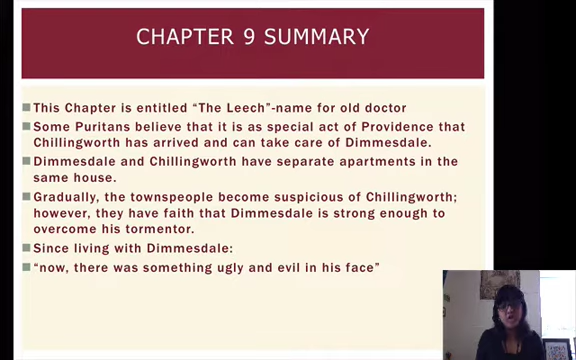 CHAPTER 9 SUMMARY
This Chapter is entitled “The Leech”-name for old doctor
Some Puritans believe that it is as special act of Providence that
Chillingworth has arrived and can take care of Dimmesdale.
Dimmesdale and Chillingworth have separate apartments in the
same house.
Gradually, the townspeople become suspicious of Chillingworth;
however, they have faith that Dimmesdale is strong enough to
overcome his tormentor.
Since living with Dimmesdale:
“now, there was something ugly and evil in his face”